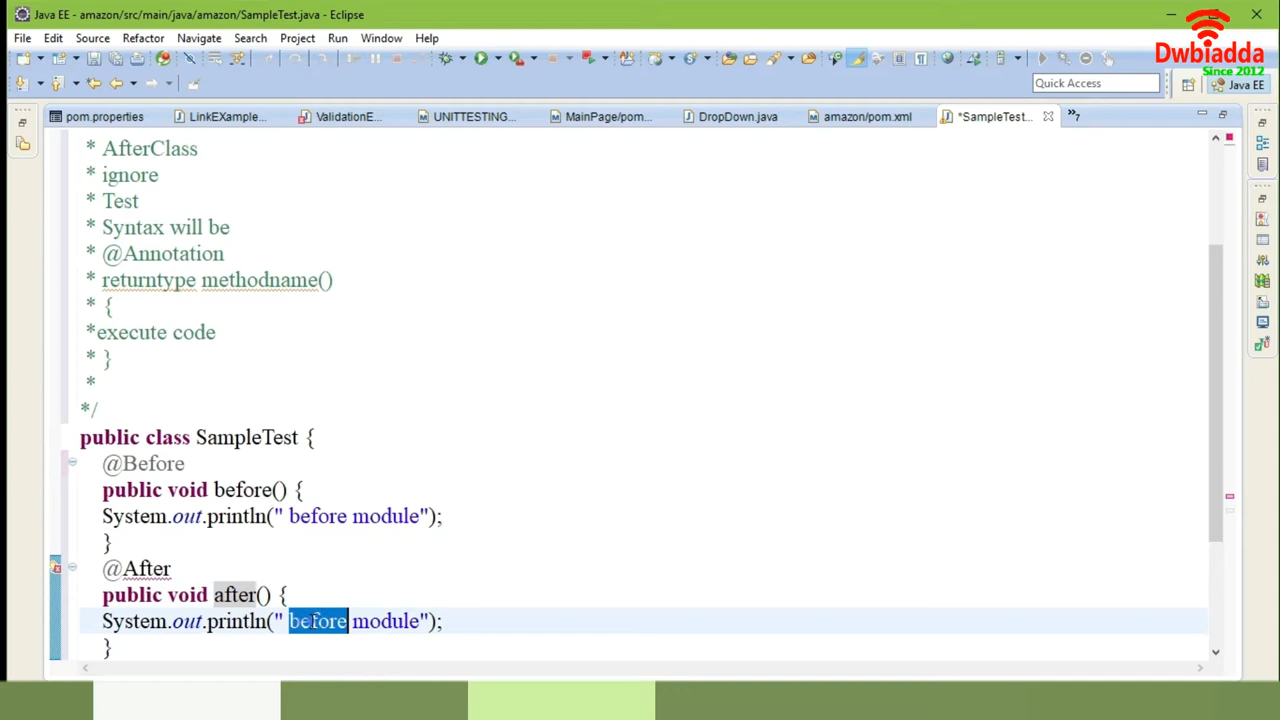 Java EE - amazon/src/main/java/amazon/SampleTest.java - Eclipse
Dwbiadda
Since 2012
File Edit Source Refactor Navigate Search Project Run Window Help
Quick Access
Java EE
pom.properties LinkEXample... ValidationE... UNITTESTING... MainPage/pom... DropDown.java amazon/pom.xml *SampleTest... »7
* AfterClass
* ignore
* Test
* Syntax will be
* @Annotation
* returntype methodname()
* {
*execute code
* }
*
*/
public class SampleTest {
@Before
public void before() {
System.out.println(" before module");
}
@After
public void after() {
System.out.println(" before module");
}